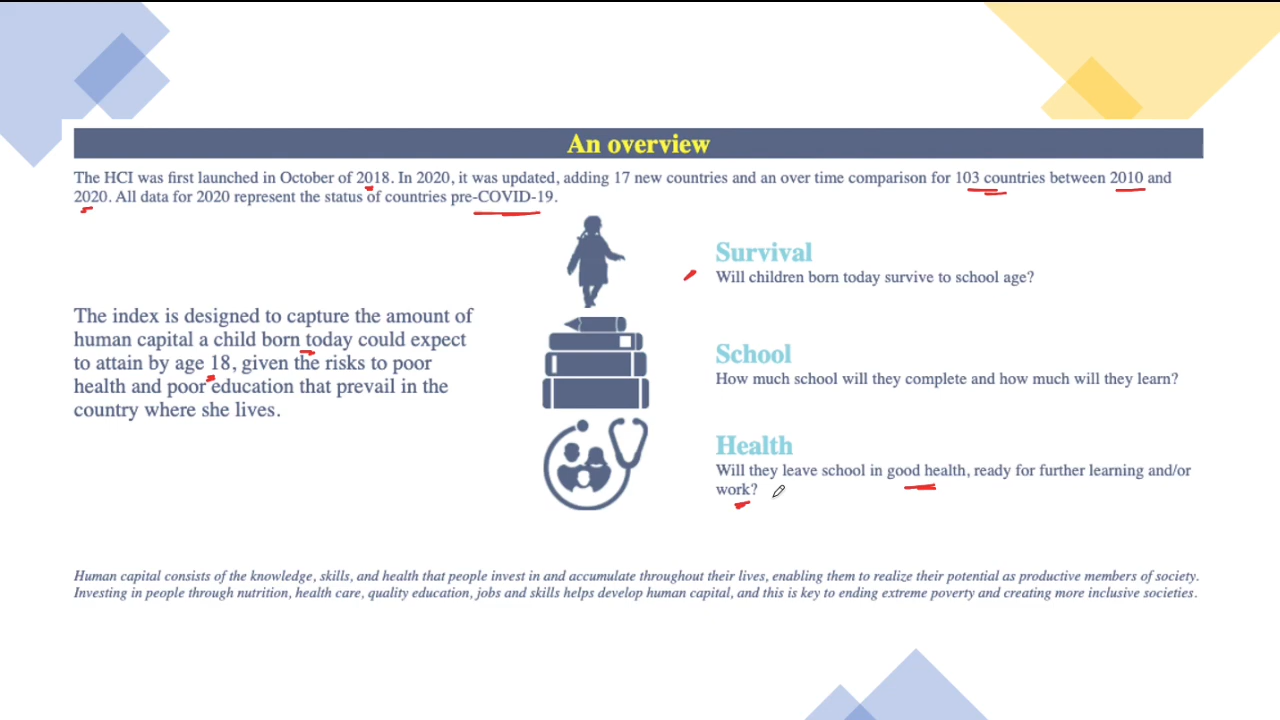 An overview
The HCI was first launched in October of 2018. In 2020, it was updated, adding 17 new countries and an over time comparison for 103 countries between 2010 and
2020. All data for 2020 represent the status of countries pre-COVID-19.
The index is designed to capture the amount of
human capital a child born today could expect
to attain by age 18, given the risks to poor
health and poor education that prevail in the
country where she lives.
Survival
Will children born today survive to school age?
School
How much school will they complete and how much will they learn?
Health
Will they leave school in good health, ready for further learning and/or
work?
Human capital consists of the knowledge, skills, and health that people invest in and accumulate throughout their lives, enabling them to realize their potential as productive members of society.
Investing in people through nutrition, health care, quality education, jobs and skills helps develop human capital, and this is key to ending extreme poverty and creating more inclusive societies.